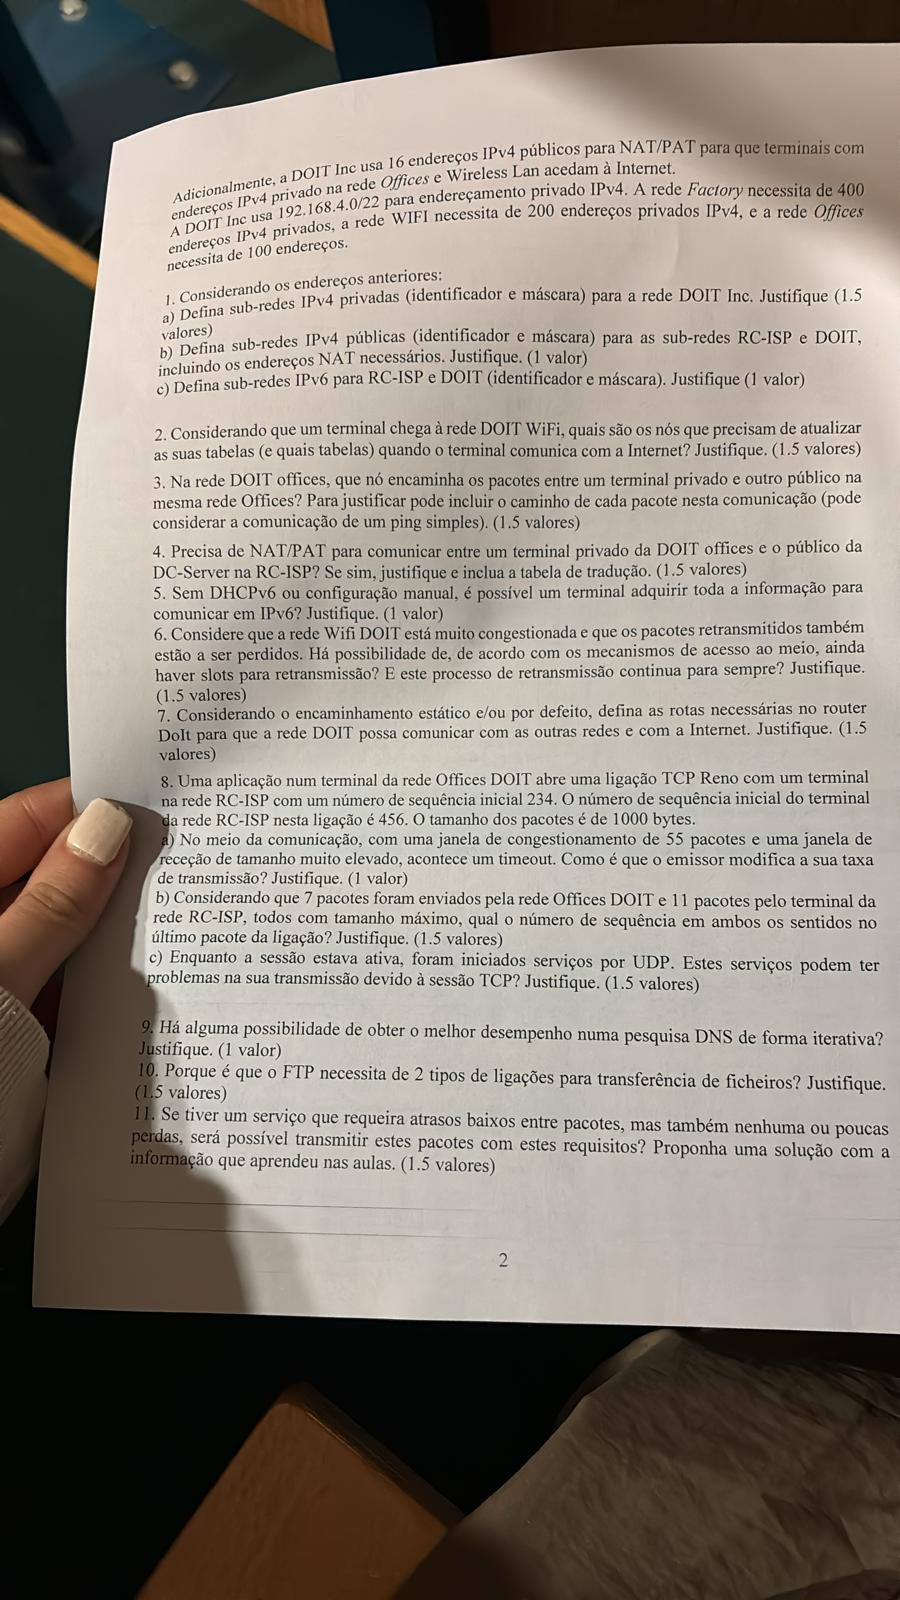 Adicionalmente, a DOIT Inc usa 16 endereços IPv4 públicos para NAT/PAT para que terminais com
endereços IPv4 privado na rede Offices e Wireless Lan acedam à Internet.
A DOIT Inc usa 192.168.4.0/22 para endereçamento privado IPv4. A rede Factory necessita de 400
endereços IPv4 privados, a rede WIFI necessita de 200 endereços privados IPv4, e a rede Offices
necessita de 100 endereços.
1. Considerando os endereços anteriores:
a) Defina sub-redes IPv4 privadas (identificador e máscara) para a rede DOIT Inc. Justifique (1.5
valores)
b) Defina sub-redes IPv4 públicas (identificador e máscara) para as sub-redes RC-ISP e DOIT,
incluindo os endereços NAT necessários. Justifique. (1 valor)
c) Defina sub-redes IPv6 para RC-ISP e DOIT (identificador e máscara). Justifique (1 valor)
2. Considerando que um terminal chega à rede DOIT WiFi, quais são os nós que precisam de atualizar
as suas tabelas (e quais tabelas) quando o terminal comunica com a Internet? Justifique. (1.5 valores)
3. Na rede DOIT offices, que nó encaminha os pacotes entre um terminal privado e outro público na
mesma rede Offices? Para justificar pode incluir o caminho de cada pacote nesta comunicação (pode
considerar a comunicação de um ping simples). (1.5 valores)
4. Precisa de NAT/PAT para comunicar entre um terminal privado da DOIT offices e o público da
DC-Server na RC-ISP? Se sim, justifique e inclua a tabela de tradução. (1.5 valores)
5. Sem DHCPv6 ou configuração manual, é possível um terminal adquirir toda a informação para
comunicar em IPv6? Justifique. (1 valor)
6. Considere que a rede Wifi DOIT está muito congestionada e que os pacotes retransmitidos também
estão a ser perdidos. Há possibilidade de, de acordo com os mecanismos de acesso ao meio, ainda
haver slots para retransmissão? E este processo de retransmissão continua para sempre? Justifique.
(1.5 valores)
7. Considerando o encaminhamento estático e/ou por defeito, defina as rotas necessárias no router
DoIt para que a rede DOIT possa comunicar com as outras redes e com a Internet. Justifique. (1.5
valores)
8. Uma aplicação num terminal da rede Offices DOIT abre uma ligação TCP Reno com um terminal
na rede RC-ISP com um número de sequência inicial 234. O número de sequência inicial do terminal
da rede RC-ISP nesta ligação é 456. O tamanho dos pacotes é de 1000 bytes.
a) No meio da comunicação, com uma janela de congestionamento de 55 pacotes e uma janela de
receção de tamanho muito elevado, acontece um timeout. Como é que o emissor modifica a sua taxa
de transmissão? Justifique. (1 valor)
b) Considerando que 7 pacotes foram enviados pela rede Offices DOIT e 11 pacotes pelo terminal da
rede RC-ISP, todos com tamanho máximo, qual o número de sequência em ambos os sentidos no
último pacote da ligação? Justifique. (1.5 valores)
c) Enquanto a sessão estava ativa, foram iniciados serviços por UDP. Estes serviços podem ter
problemas na sua transmissão devido à sessão TCP? Justifique. (1.5 valores)
9. Há alguma possibilidade de obter o melhor desempenho numa pesquisa DNS de forma iterativa?
Justifique. (1 valor)
10. Porque é que o FTP necessita de 2 tipos de ligações para transferência de ficheiros? Justifique.
(1.5 valores)
11. Se tiver um serviço que requeira atrasos baixos entre pacotes, mas também nenhuma ou poucas
perdas, será possível transmitir estes pacotes com estes requisitos? Proponha uma solução com a
informação que aprendeu nas aulas. (1.5 valores)
2